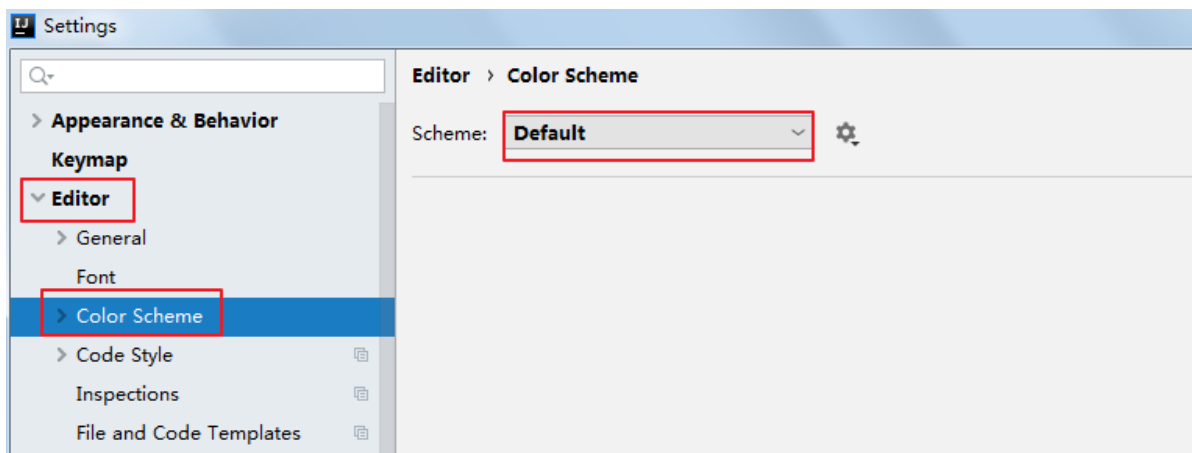 IJ Settings
Editor › Color Scheme
Appearance & Behavior
Scheme: Default
Keymap
Editor
General
Font
Color Scheme
Code Style
Inspections
File and Code Templates